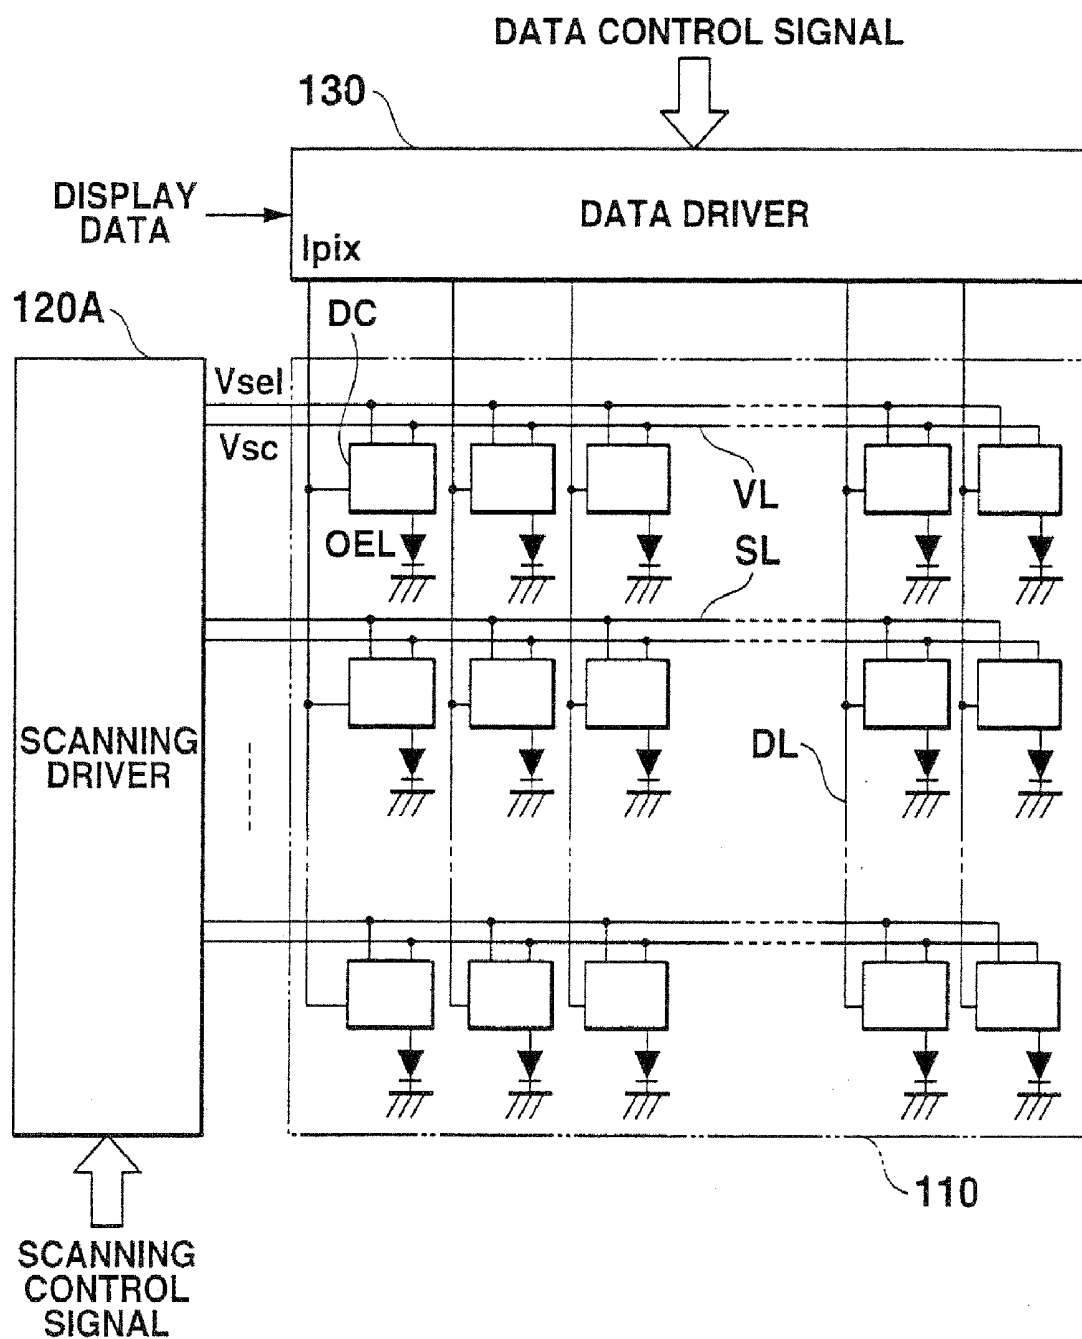 DATA CONTROL SIGNAL
130
DISPLAY
DATA
DATA DRIVER
Ipix
120A
DC
Vsel
Vsc
VL
OEL
SL
SCANNING
DRIVER
DL
110
SCANNING
CONTROL
SIGNAL